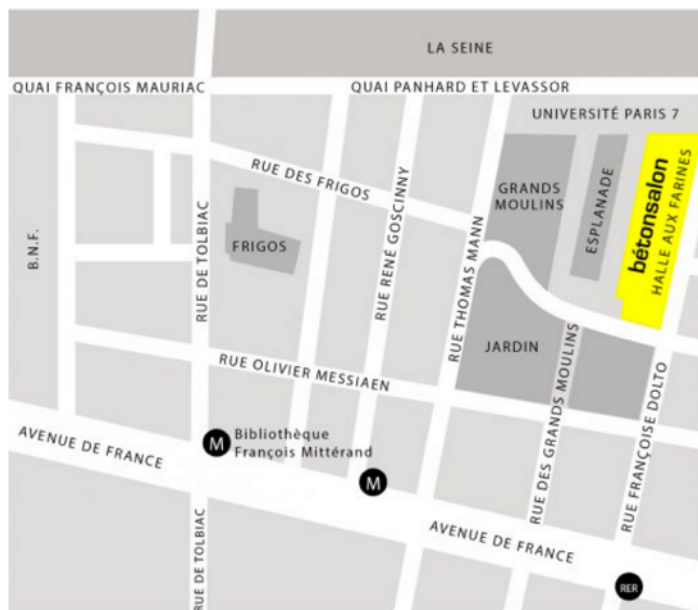 LA SEINE
QUAI FRANÇOIS MAURIAC
QUAI PANHARD ET LEVASSOR
UNIVERSITÉ PARIS 7
RUE DES FRIGOS
GRANDS
MOULINS
ESPLANADE
bétonsalon
HALLE AUX FARINES
B.N.F.
RUE DE TOLBIAC
FRIGOS
RUE RENÉ GOSCINNY
RUE THOMAS MANN
RUE OLIVIER MESSIAEN
JARDIN
RUE DES GRANDS MOULINS
RUE FRANÇOISE DOLTO
AVENUE DE FRANCE
M
Bibliothèque
François Mittérand
M
RUE DE TOLBIAC
AVENUE DE FRANCE
RER